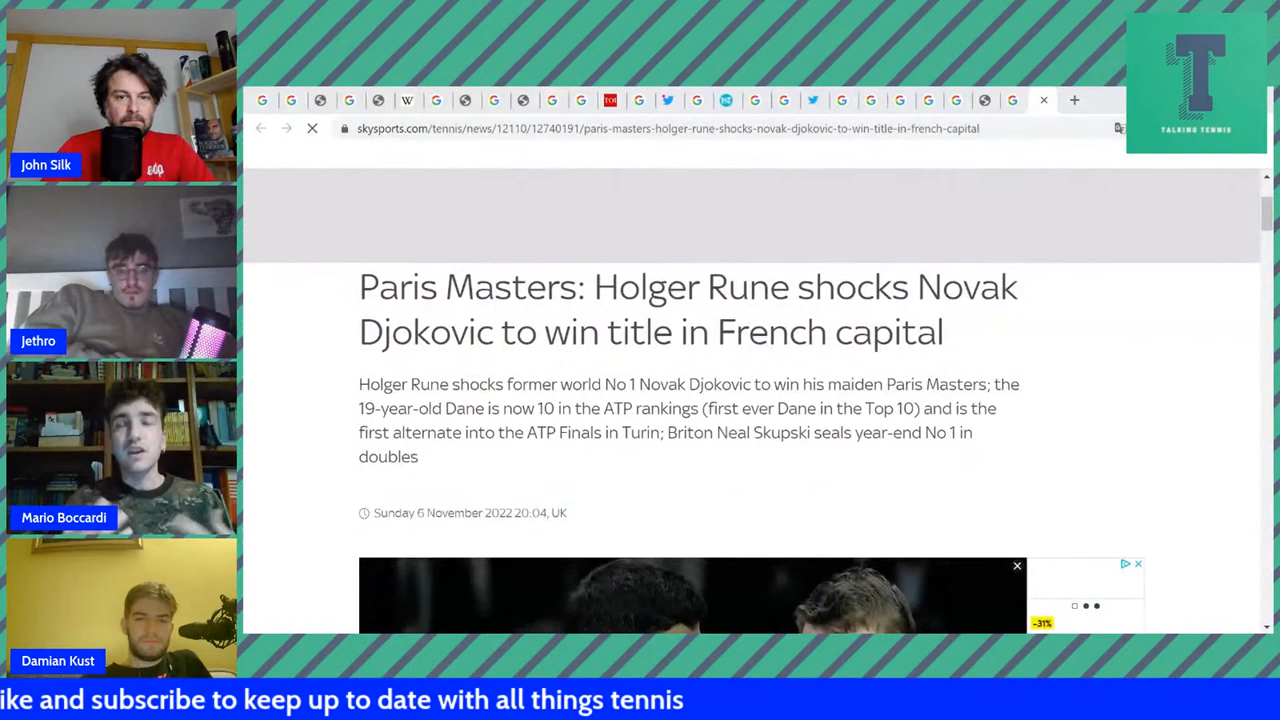 John Silk
Jethro
Mario Boccardi
Damian Kust
W
TOI
skysports.com/tennis/news/12110/12740191/paris-masters-holger-rune-shocks-novak-djokovic-to-win-title-in-french-capital
T
TALKING TENNIS
Paris Masters: Holger Rune shocks Novak
Djokovic to win title in French capital
Holger Rune shocks former world No 1 Novak Djokovic to win his maiden Paris Masters; the
19-year-old Dane is now 10 in the ATP rankings (first ever Dane in the Top 10) and is the
first alternate into the ATP Finals in Turin; Briton Neal Skupski seals year-end No 1 in
doubles
Sunday 6 November 2022 20:04, UK
-31%
ike and subscribe to keep up to date with all things tennis